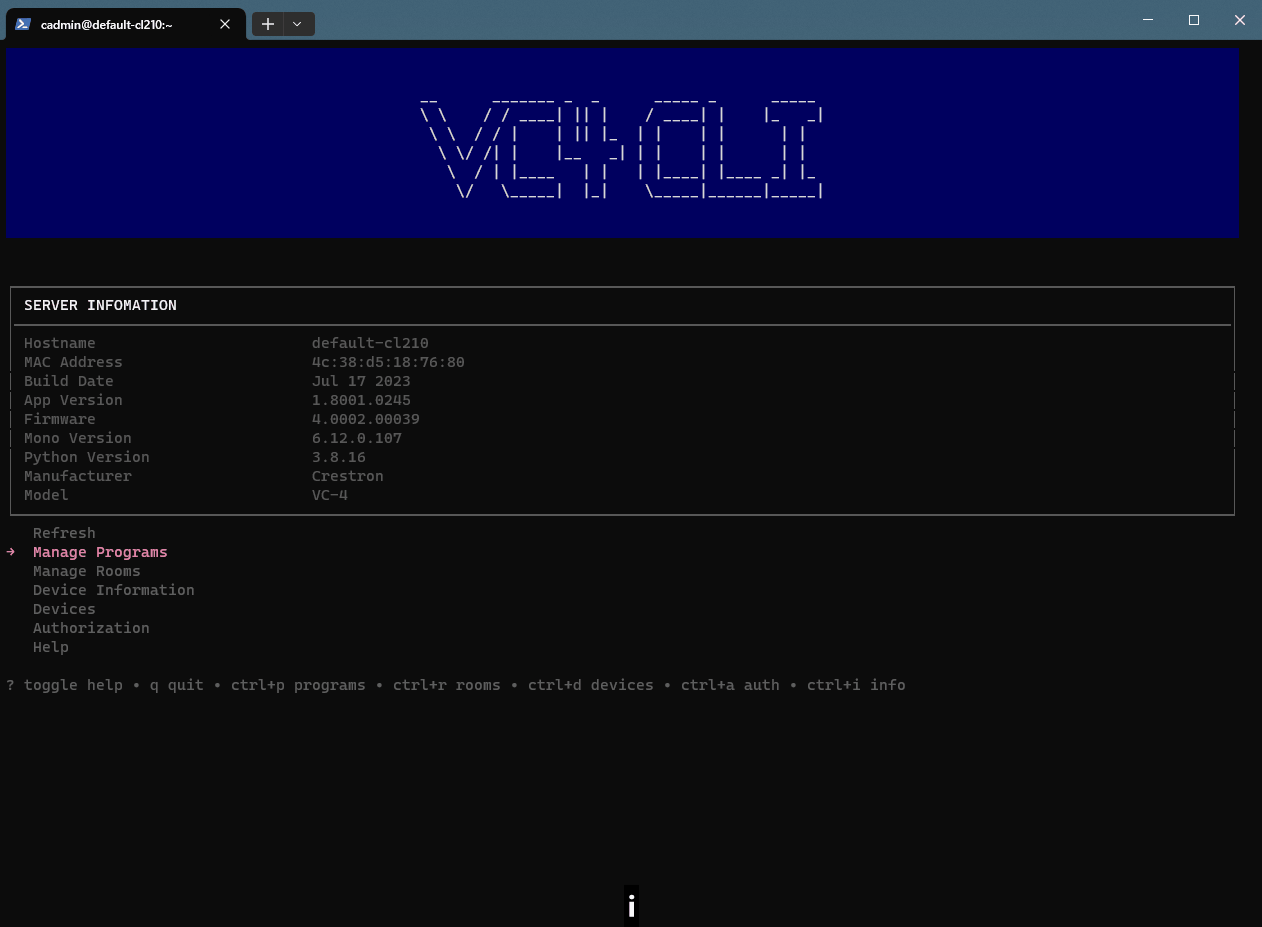 cadmin@default-cl210:~
VC4 CLI
SERVER INFOMATION
Hostname default-cl210
MAC Address 4c:38:d5:18:76:80
Build Date Jul 17 2023
App Version 1.8001.0245
Firmware 4.0002.00039
Mono Version 6.12.0.107
Python Version 3.8.16
Manufacturer Crestron
Model VC-4
Refresh
→ Manage Programs
Manage Rooms
Device Information
Devices
Authorization
Help
? toggle help • q quit • ctrl+p programs • ctrl+r rooms • ctrl+d devices • ctrl+a auth • ctrl+i info
i